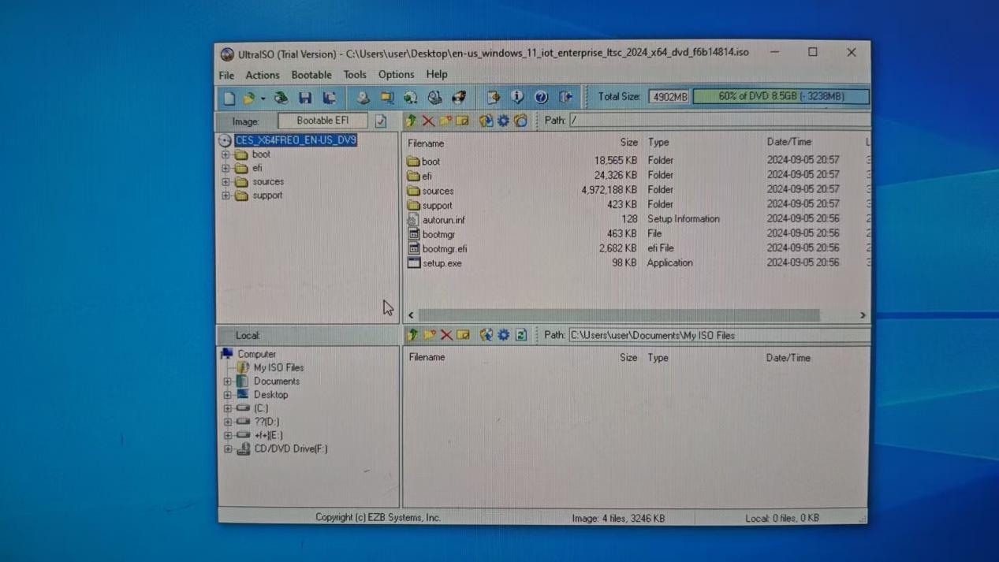 UltraISO (Trial Version) - C:\Users\user\Desktop\en-us_windows_11_iot_enterprise_ltsc_2024_x64_dvd_f6b14814.iso
File Actions Bootable Tools Options Help
Total Size: 4902MB 60% of DVD 8.5GB (- 3238MB)
Image: Bootable EFI Path: /
CES_X64FREO_EN-US_DV9
boot
efi
sources
support
Filename Size Type Date/Time L
boot 18,565 KB Folder 2024-09-05 20:57
efi 24,326 KB Folder 2024-09-05 20:57
sources 4,972,188 KB Folder 2024-09-05 20:57
support 423 KB Folder 2024-09-05 20:57
autorun.inf 128 Setup Information 2024-09-05 20:56
bootmgr 463 KB File 2024-09-05 20:56
bootmgr.efi 2,682 KB efi File 2024-09-05 20:56
setup.exe 98 KB Application 2024-09-05 20:56
Local: Path: C:\Users\user\Documents\My ISO Files
Computer
My ISO Files
Documents
Desktop
(C:)
??(D:)
CD/DVD Drive(F:)
Filename Size Type Date/Time
Copyright (c) EZB Systems, Inc. Image: 4 files, 3246 KB Local: 0 files, 0 KB